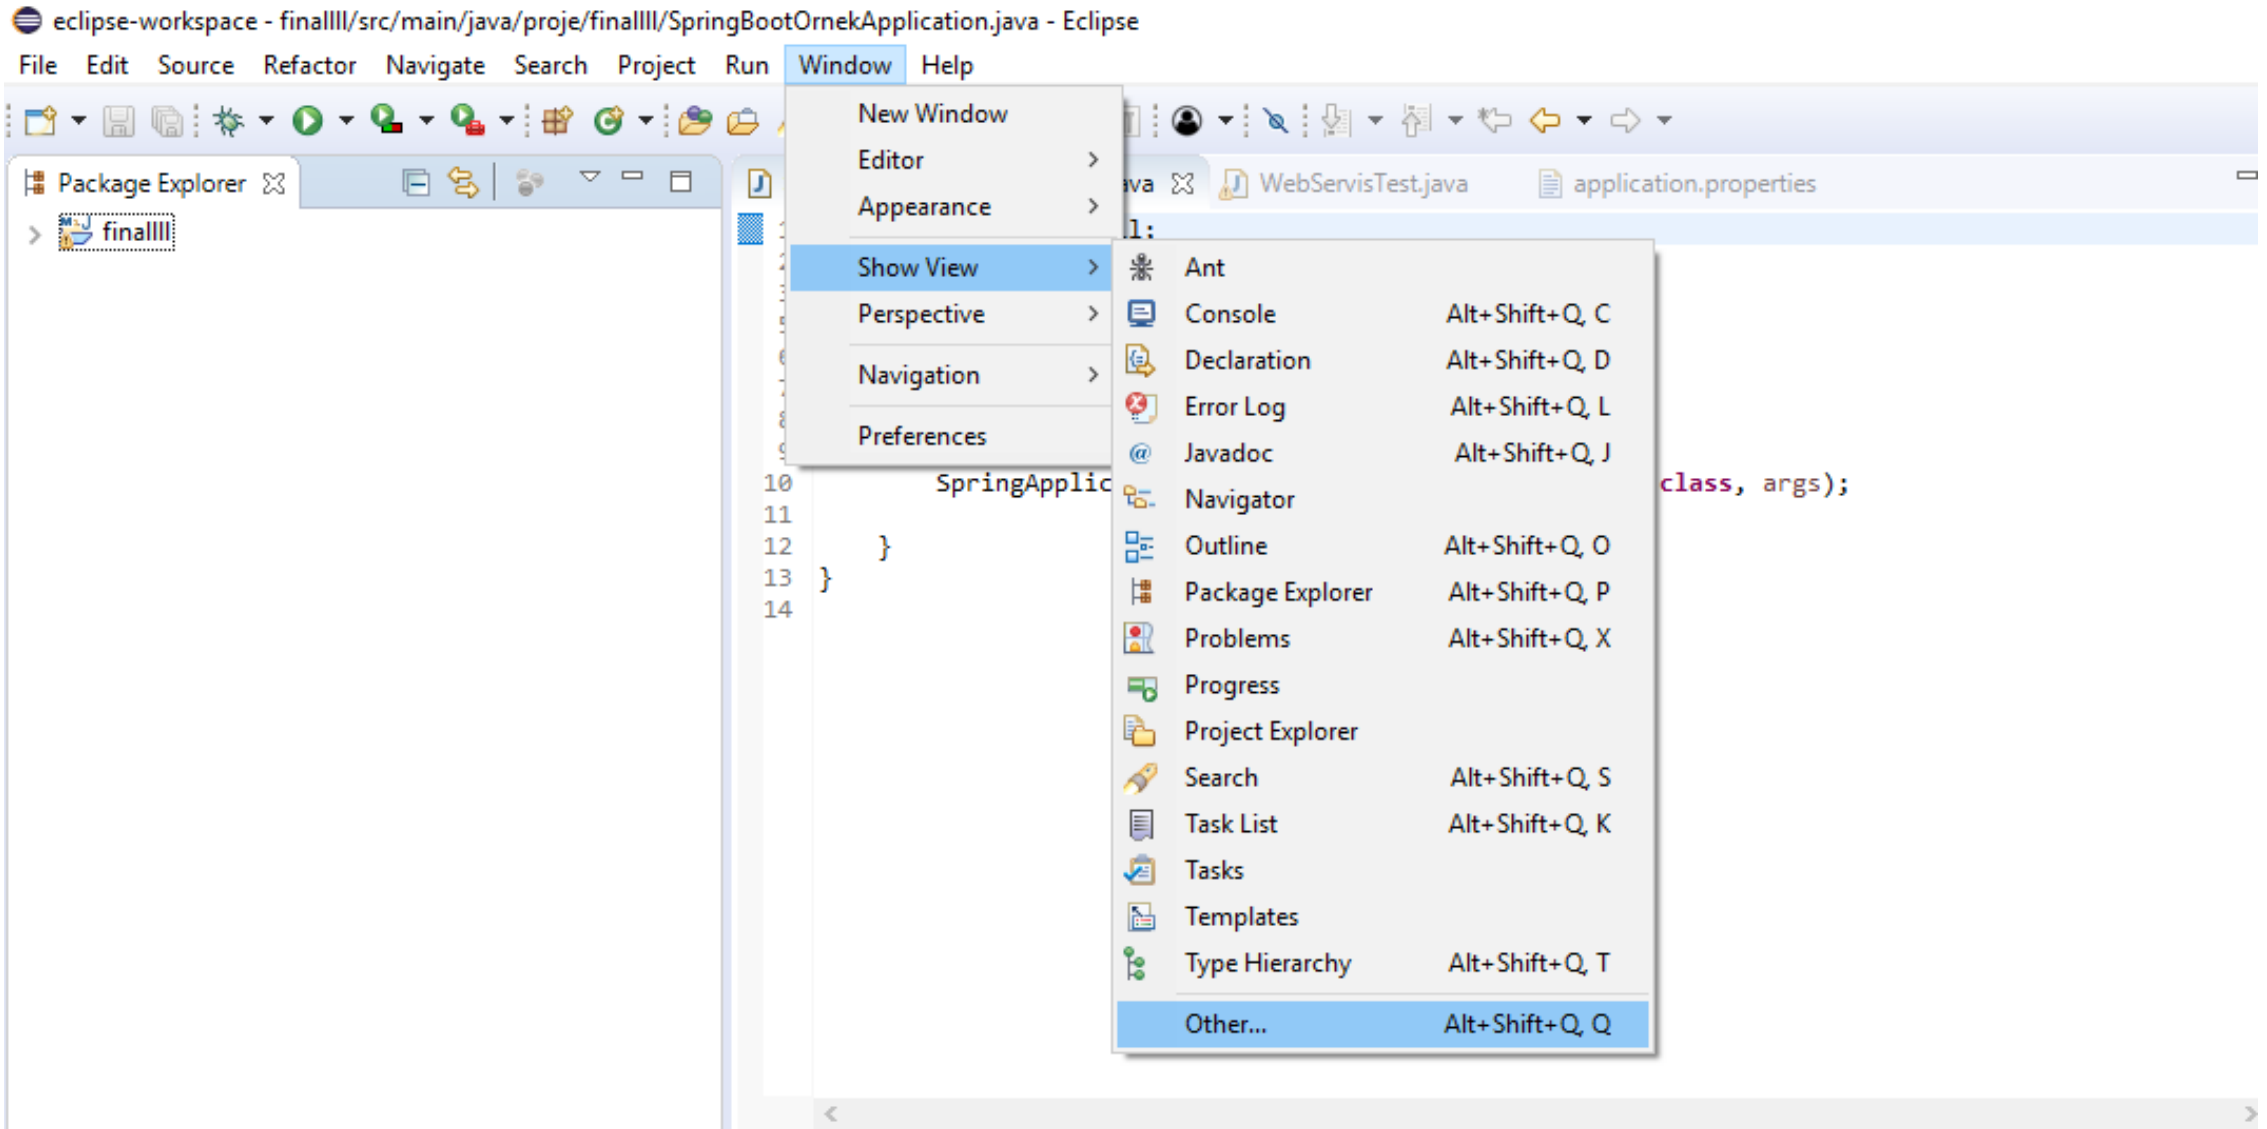 eclipse-workspace - finallll/src/main/java/proje/finallll/SpringBootOrnekApplication.java - Eclipse
File Edit Source Refactor Navigate Search Project Run Window Help
Package Explorer
finallll
ava
WebServisTest.java
application.properties
New Window
Editor
Appearance
Show View
Perspective
Navigation
Preferences
Ant
Console Alt+Shift+Q, C
Declaration Alt+Shift+Q, D
Error Log Alt+Shift+Q, L
Javadoc Alt+Shift+Q, J
Navigator
Outline Alt+Shift+Q, O
Package Explorer Alt+Shift+Q, P
Problems Alt+Shift+Q, X
Progress
Project Explorer
Search Alt+Shift+Q, S
Task List Alt+Shift+Q, K
Tasks
Templates
Type Hierarchy Alt+Shift+Q, T
Other... Alt+Shift+Q, Q
l;
10 SpringApplic class, args);
11
12 }
13 }
14